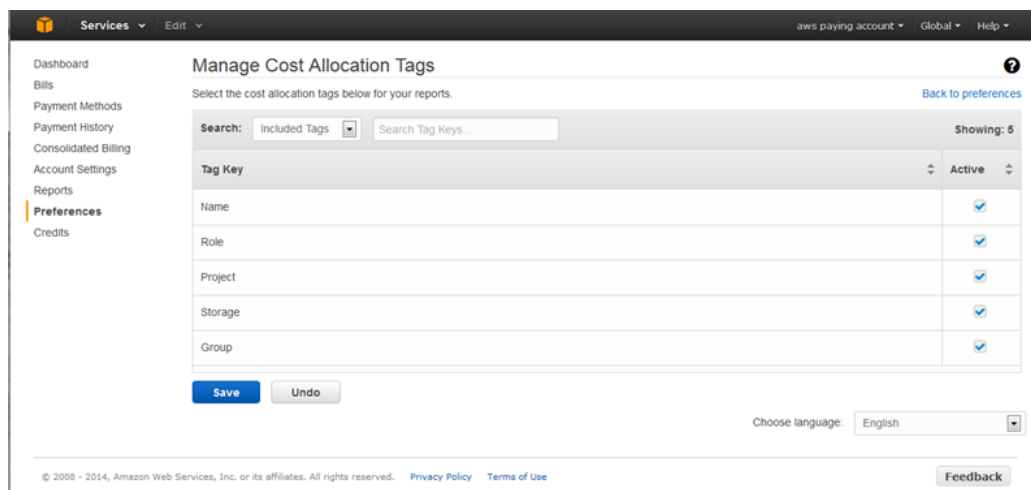 Services Edit aws paying account Global Help
Dashboard
Bills
Payment Methods
Payment History
Consolidated Billing
Account Settings
Reports
Preferences
Credits
Manage Cost Allocation Tags
Select the cost allocation tags below for your reports. Back to preferences
Search: Included Tags Search Tag Keys... Showing: 5
Tag Key Active
Name
Role
Project
Storage
Group
Save Undo
Choose language: English
© 2008 - 2014, Amazon Web Services, Inc. or its affiliates. All rights reserved. Privacy Policy Terms of Use Feedback